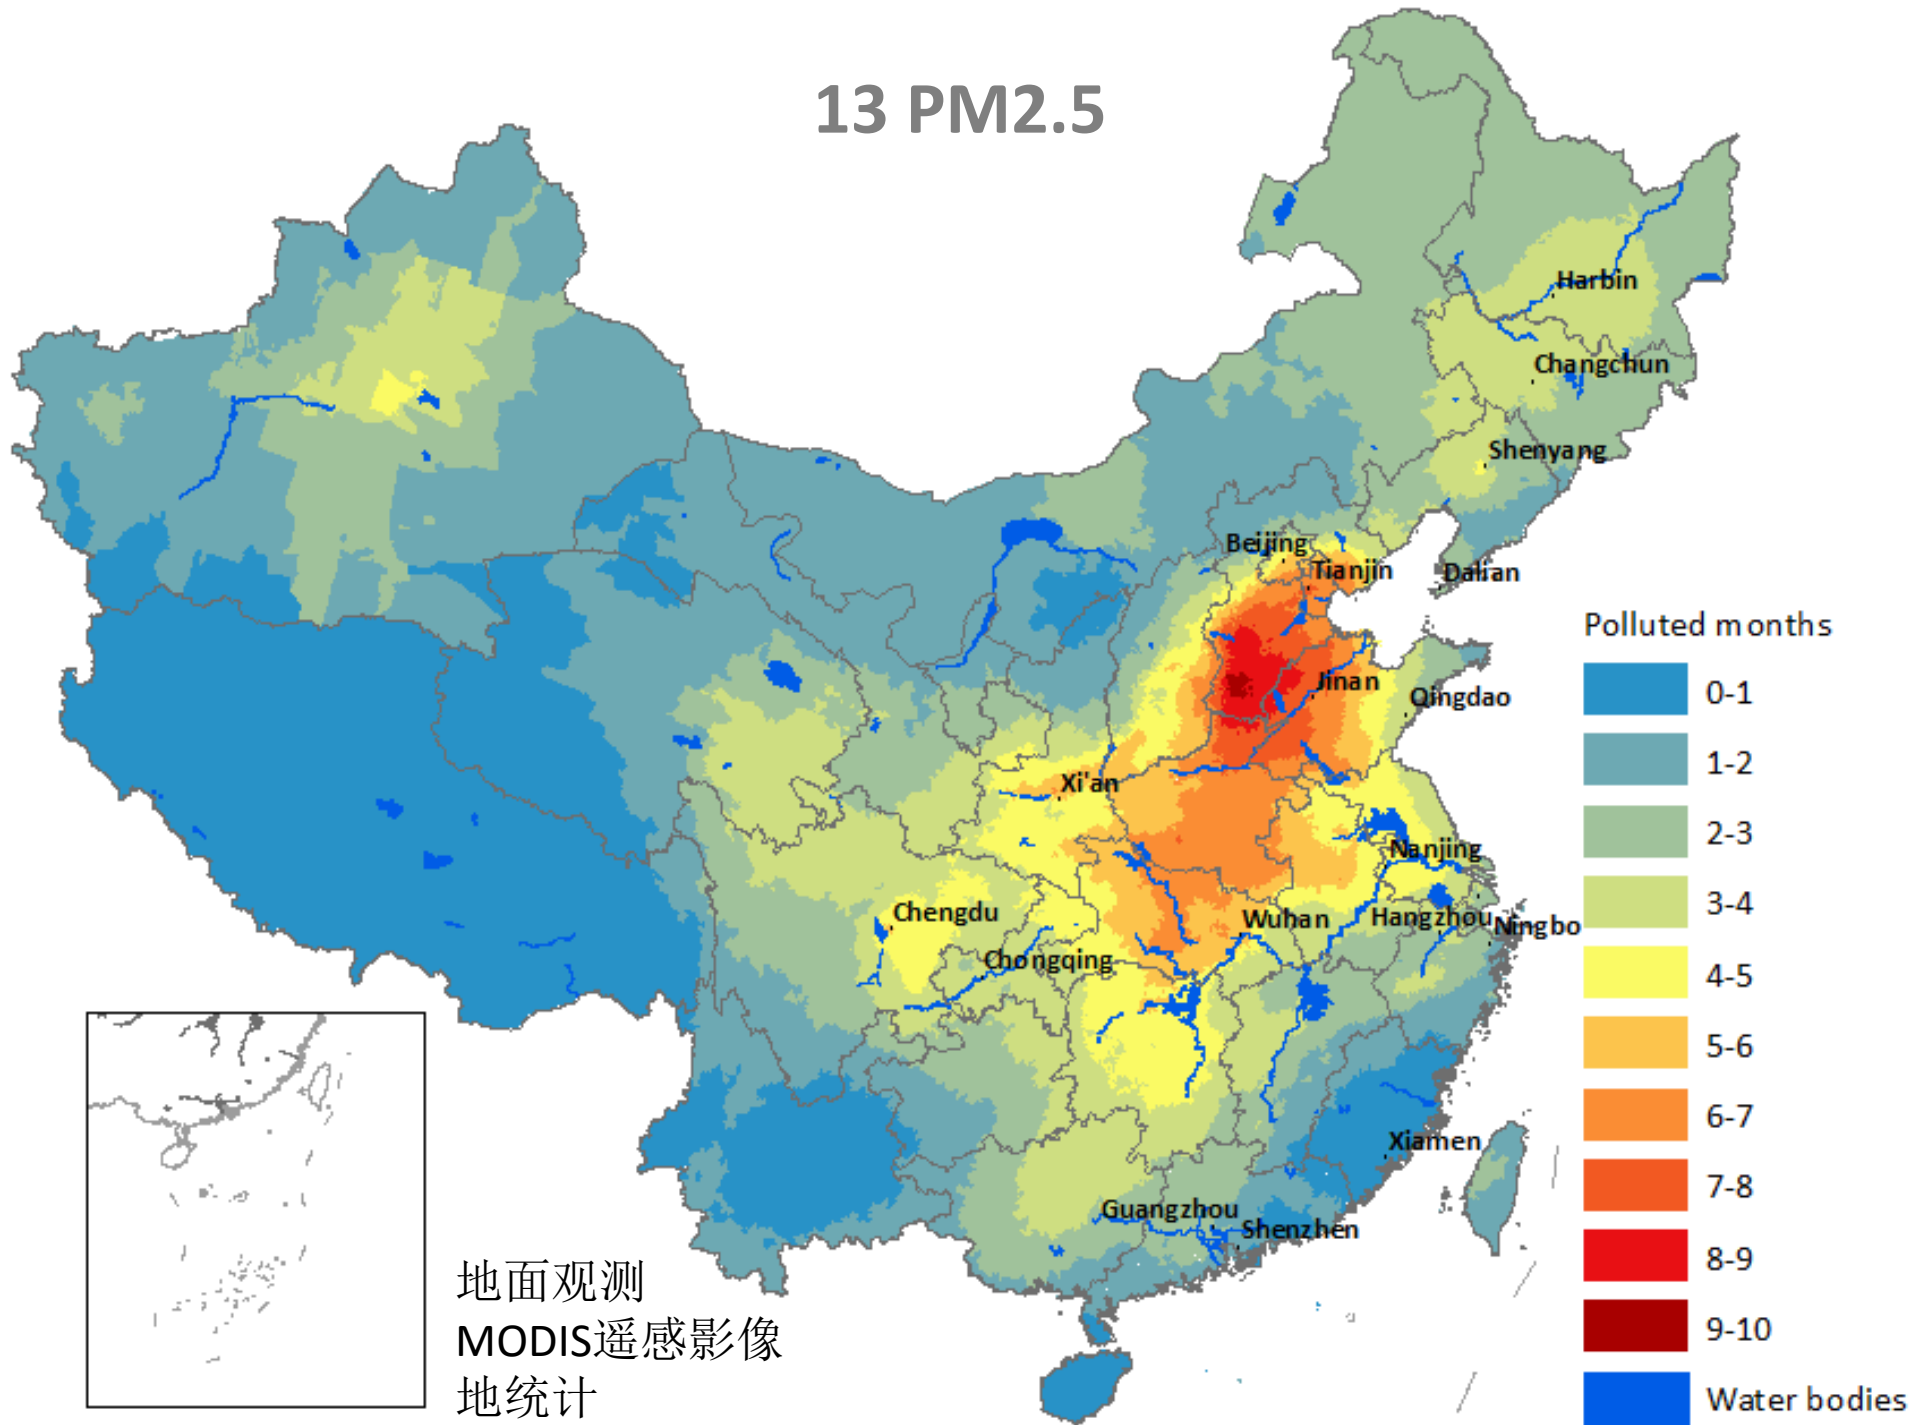 13 PM2.5
Harbin
Changchun
Shenyang
Beijing
Tianjin
Dalian
Jinan
Qingdao
Xi'an
Nanjing
Chengdu
Wuhan
Hangzhou
Ningbo
Chongqing
Xiamen
Guangzhou
Shenzhen
Polluted months
0-1
1-2
2-3
3-4
4-5
5-6
6-7
7-8
8-9
9-10
Water bodies
地面观测
MODIS遥感影像
地统计